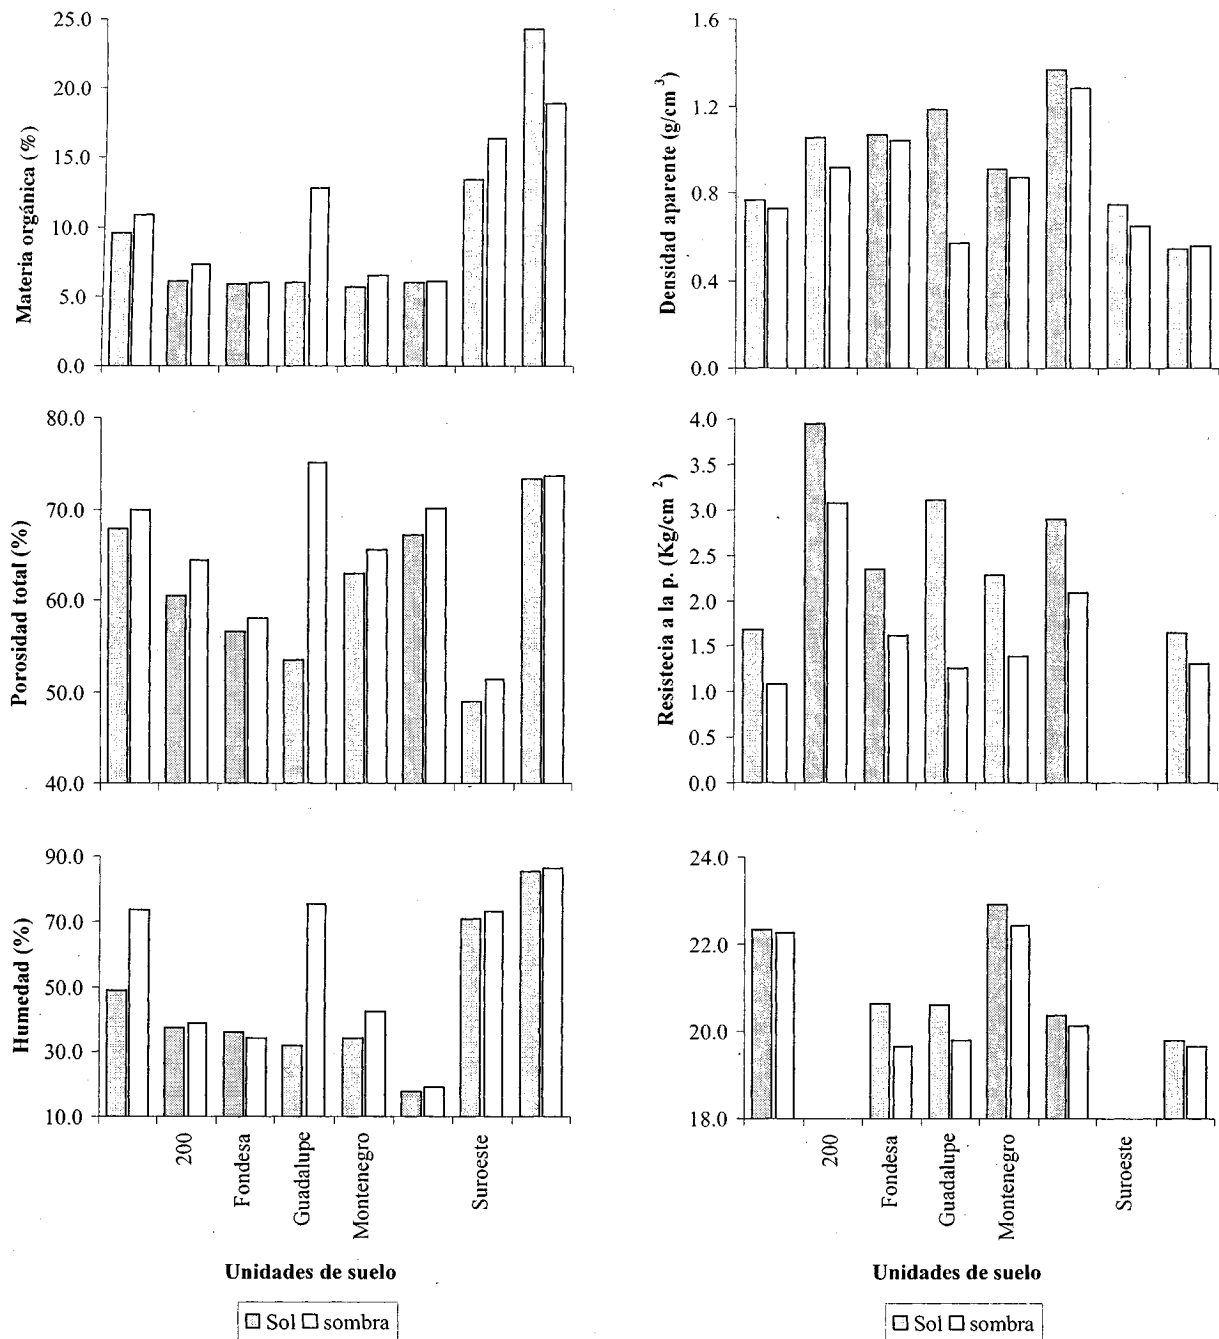 Materia orgánica (%)
25.0
20.0
15.0
10.0
5.0
0.0
Densidad aparente (g/cm 3)
1.6
1.2
0.8
0.4
0.0
Porosidad total (%)
80.0
70.0
60.0
50.0
40.0
Resistecia a la p. (Kg/cm 2)
4.0
3.5
3.0
2.5
2.0
1.5
1.0
0.5
0.0
Humedad (%)
90.0
70.0
50.0
30.0
10.0
200
Fondesa
Guadalupe
Montenegro
Suroeste
Unidades de suelo
Sol sombra
24.0
22.0
20.0
18.0
200
Fondesa
Guadalupe
Montenegro
Suroeste
Unidades de suelo
Sol sombra